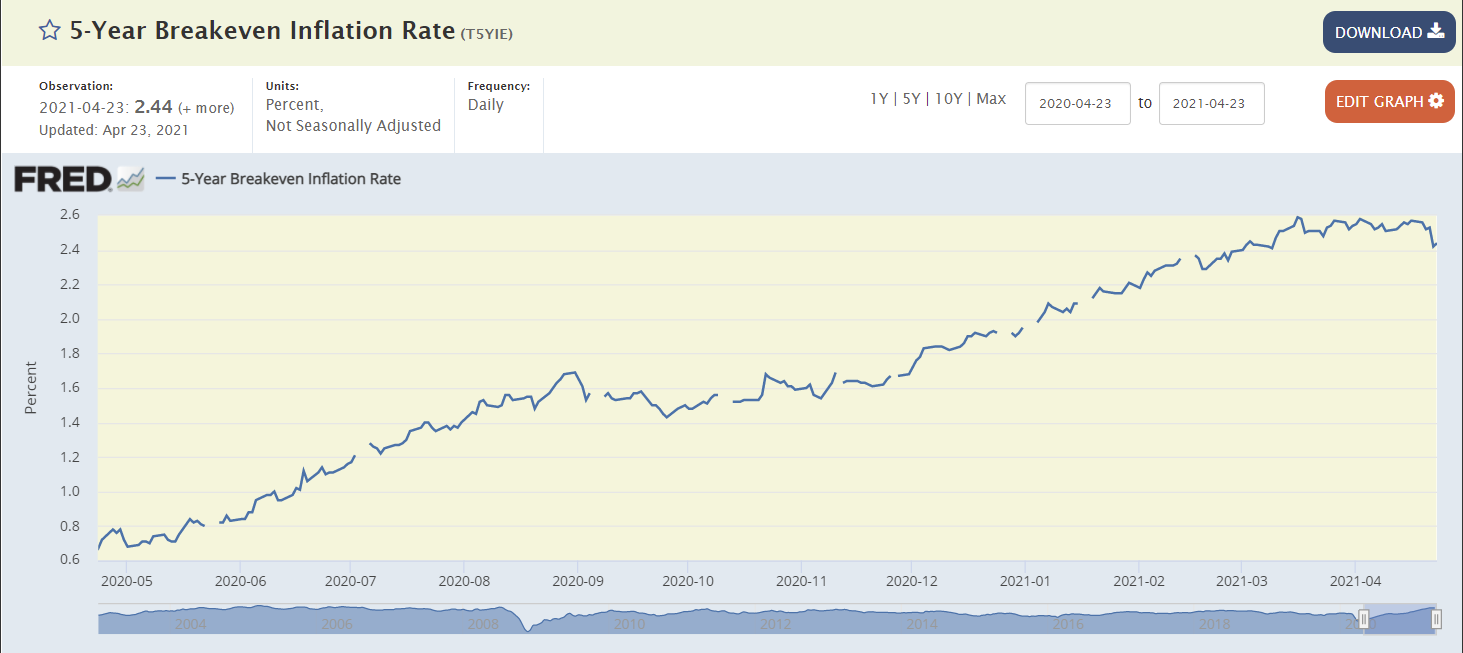 5-Year Breakeven Inflation Rate (T5YIE)
DOWNLOAD
Observation:
2021-04-23: 2.44 (+ more)
Updated: Apr 23, 2021
Units:
Percent,
Not Seasonally Adjusted
Frequency:
Daily
1Y | 5Y | 10Y | Max
2020-04-23 to 2021-04-23
EDIT GRAPH
FRED
5-Year Breakeven Inflation Rate
Percent
2.6
2.4
2.2
2.0
1.8
1.6
1.4
1.2
1.0
0.8
0.6
2020-05 2020-06 2020-07 2020-08 2020-09 2020-10 2020-11 2020-12 2021-01 2021-02 2021-03 2021-04
2004 2006 2008 2010 2012 2014 2016 2018